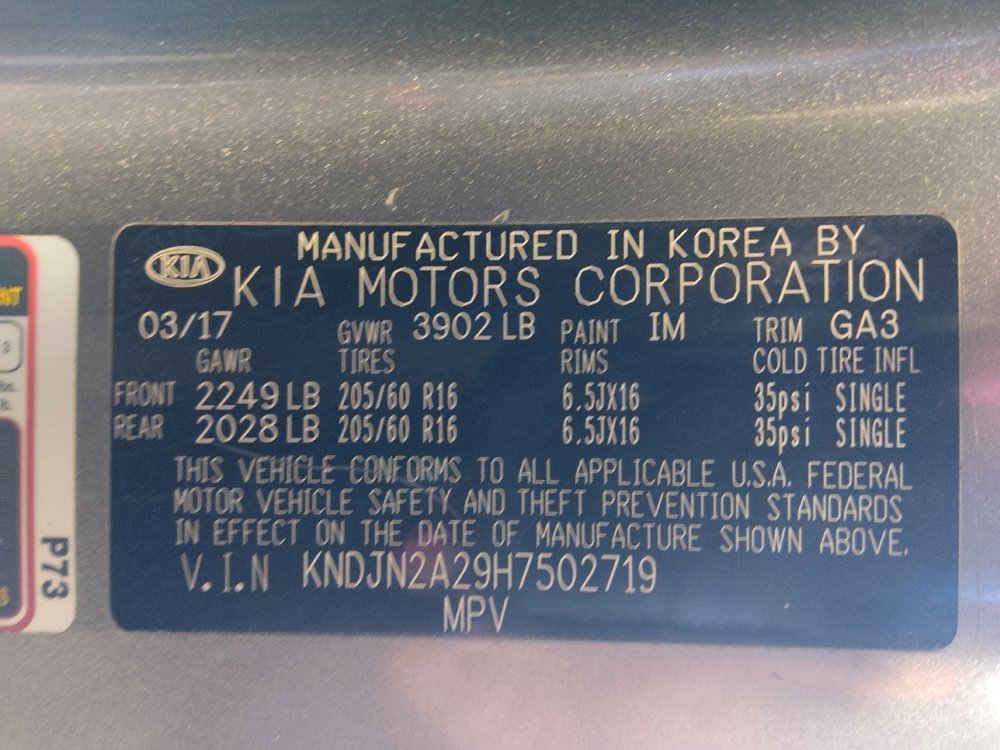 MANUFACTURED IN KOREA BY
KIA KIA MOTORS CORPORATION
03/17 GVWR 3902 LB PAINT IM TRIM GA3
GAWR TIRES RIMS COLD TIRE INFL
FRONT 2249 LB 205/60 R16 6.5JX16 35psi SINGLE
REAR 2028 LB 205/60 R16 6.5JX16 35psi SINGLE
THIS VEHICLE CONFORMS TO ALL APPLICABLE U.S.A. FEDERAL
MOTOR VEHICLE SAFETY AND THEFT PREVENTION STANDARDS
IN EFFECT ON THE DATE OF MANUFACTURE SHOWN ABOVE.
V.I.N KNDJN2A29H7502719
MPV
P73
3